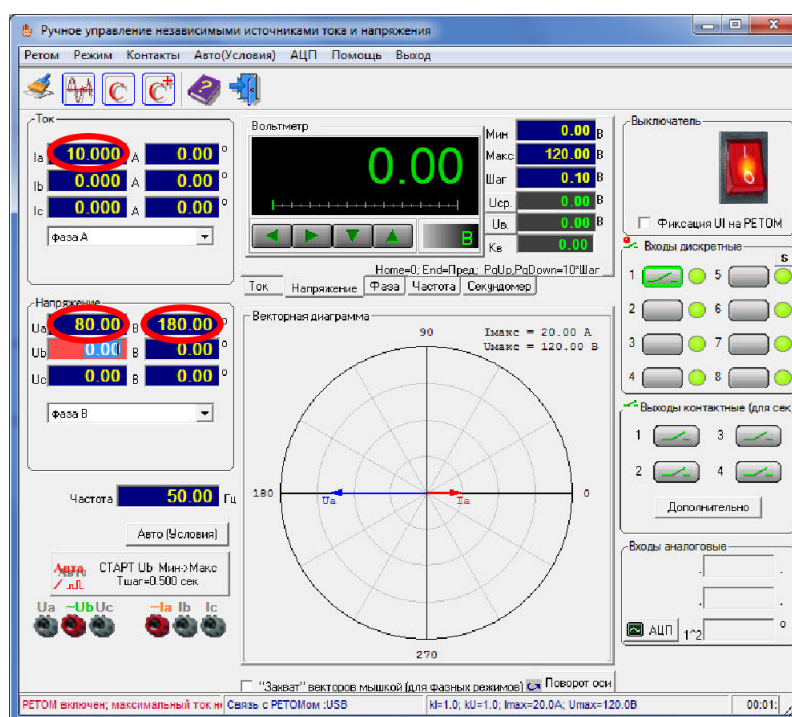 Ручное управление независимыми источниками тока и напряжения
Ретом Режим Контакты Авто(Условия) АЦП Помощь Выход
Ток
Ia 10.000 А 0.00 °
Ib 0.000 А 0.00 °
Ic 0.000 А 0.00 °
фаза А
Вольтметр
0.00
В
Мин 0.00 В
Макс 120.00 В
Шаг 0.10 В
Uср. 0.00 В
Uв. 0.00 В
Кв 0.00
Home=0; End=Пред; PgUp,PgDown=10*Шаг
Ток Напряжение Фаза Частота Секундомер
Выключатель
Фиксация UI на РЕТОМ
Входы дискретные
S
1 5
2 6
3 7
4 8
Напряжение
Ua 80.00 В 180.00 °
Ub 0.00 В 0.00 °
Uc 0.00 В 0.00 °
фаза В
Частота 50.00 Гц
Авто (Условия)
Авто СТАРТ Ub Мин->Макс
Тшаг=0.500 сек
Ua ~Ub Uc ~Ia Ib Ic
Векторная диаграмма
90
Iмакс = 20.00 А
Uмакс = 120.00 В
180 Ua Ia 0
270
"Захват" векторов мышкой (для фазных режимов) Поворот оси
Выходы контактные (для сек
1 3
2 4
Дополнительно
Входы аналоговые
АЦП 1^2 °
РЕТОМ включен; максимальный ток н Связь с РЕТОМом :USB kI=1.0; kU=1.0; Imax=20.0A; Umax=120.0В 00:01: